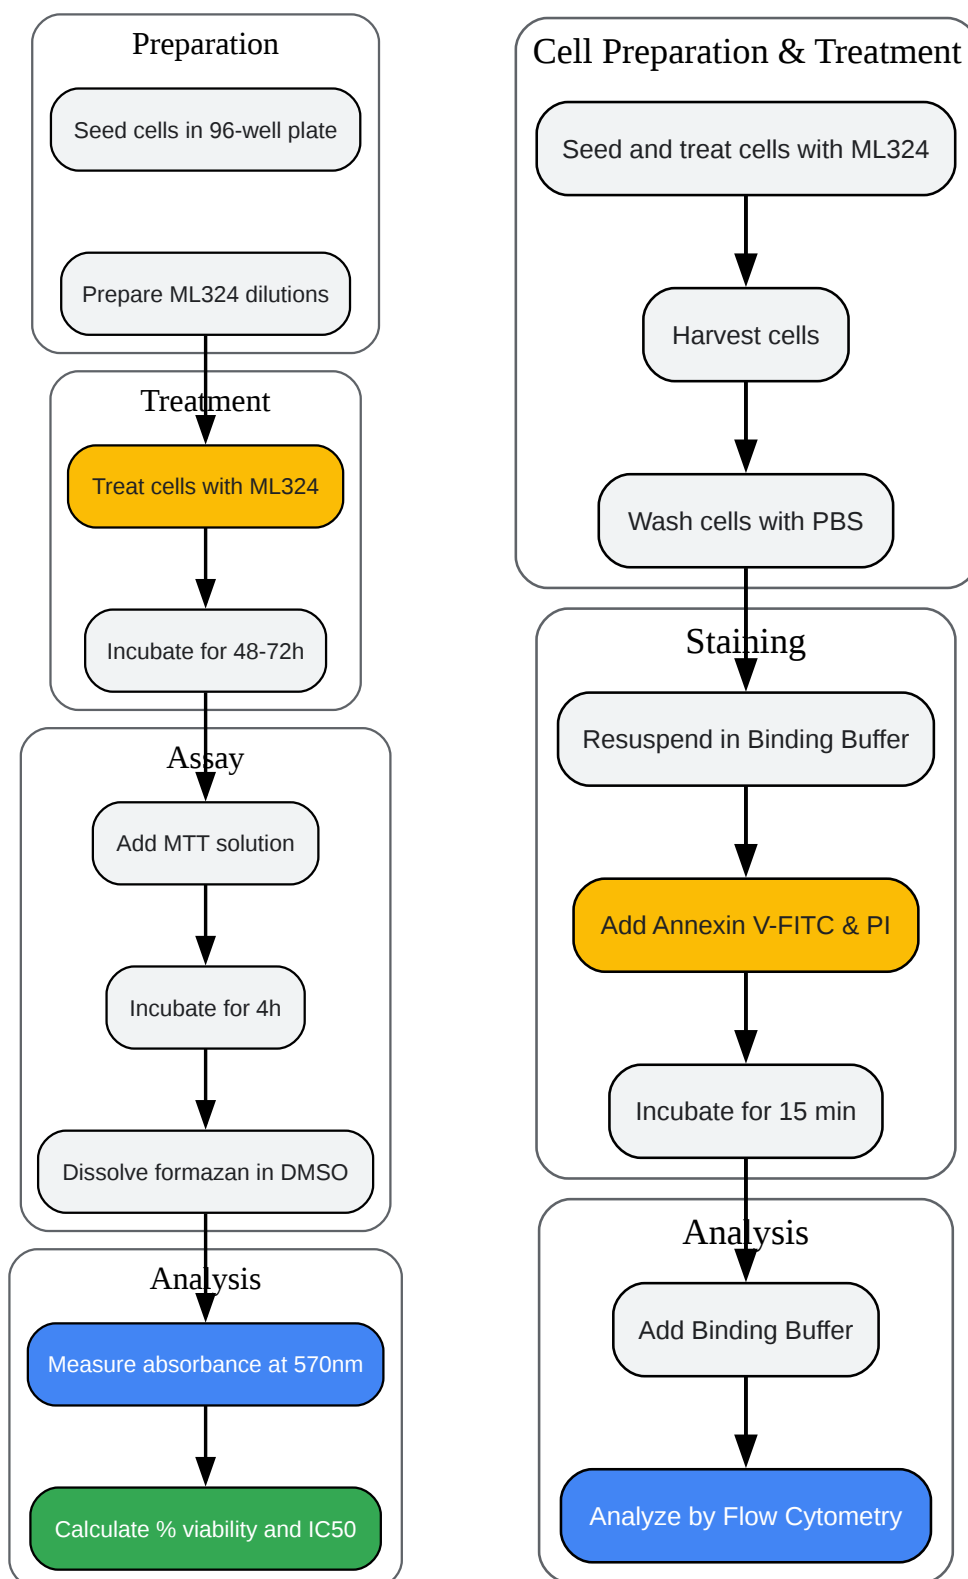 Preparation
Seed cells in 96-well plate
Prepare ML324 dilutions
Treatment
Treat cells with ML324
Incubate for 48-72h
Assay
Add MTT solution
Incubate for 4h
Dissolve formazan in DMSO
Analysis
Measure absorbance at 570nm
Calculate % viability and IC50
Cell Preparation & Treatment
Seed and treat cells with ML324
Harvest cells
Wash cells with PBS
Staining
Resuspend in Binding Buffer
Add Annexin V-FITC & PI
Incubate for 15 min
Analysis
Add Binding Buffer
Analyze by Flow Cytometry